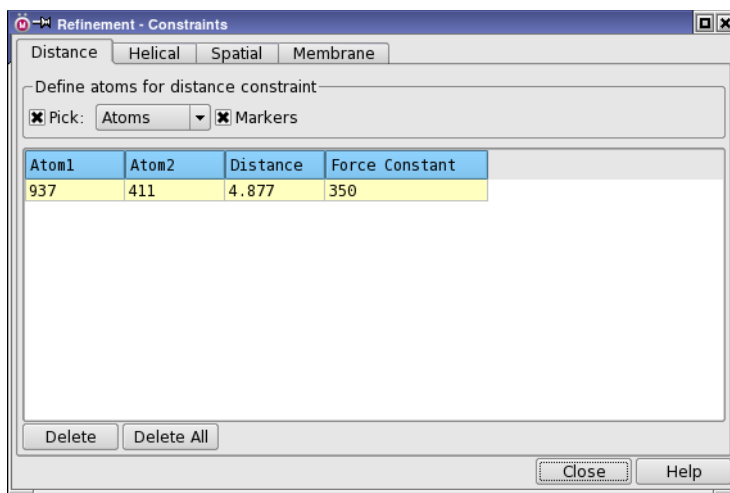 Refinement - Constraints
Distance Helical Spatial Membrane
Define atoms for distance constraint
Pick: Atoms Markers
Atom1 Atom2 Distance Force Constant
937 411 4.877 350
Delete Delete All
Close Help